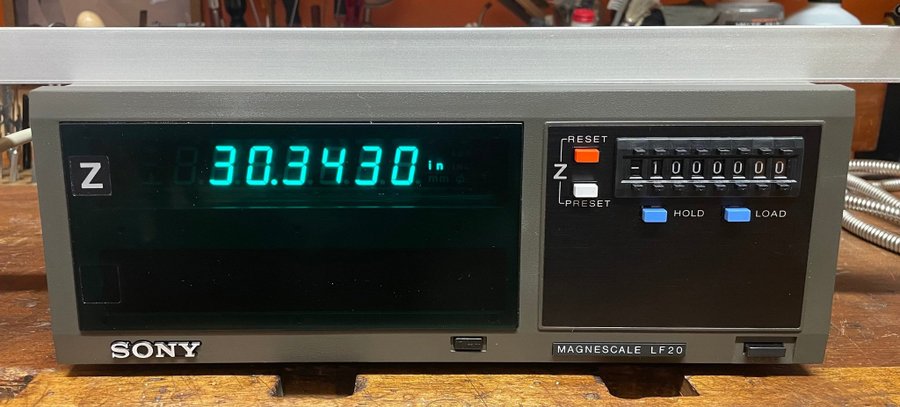 Z
30.3430 in
RESET
Z
PRESET
-1000000
HOLD
LOAD
SONY
MAGNESCALE LF20